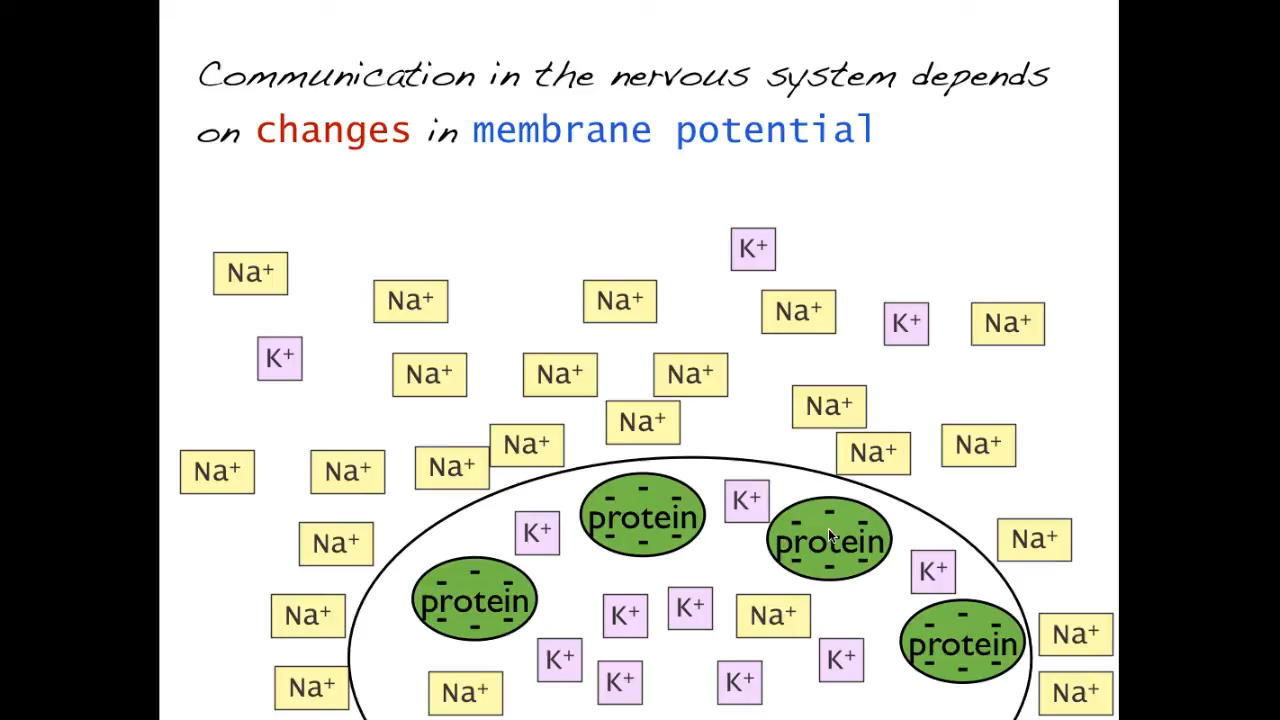 Communication in the nervous system depends
on changes in membrane potential
K⁺
Na⁺
Na⁺
Na⁺
Na⁺
K⁺
Na⁺
K⁺
Na⁺
Na⁺
Na⁺
Na⁺
Na⁺
Na⁺
Na⁺
Na⁺
Na⁺
Na⁺
Na⁺
Na⁺
K⁺
protein
K⁺
protein
Na⁺
Na⁺
K⁺
protein
Na⁺
K⁺
K⁺
Na⁺
protein
Na⁺
Na⁺
Na⁺
K⁺
K⁺
K⁺
K⁺
Na⁺